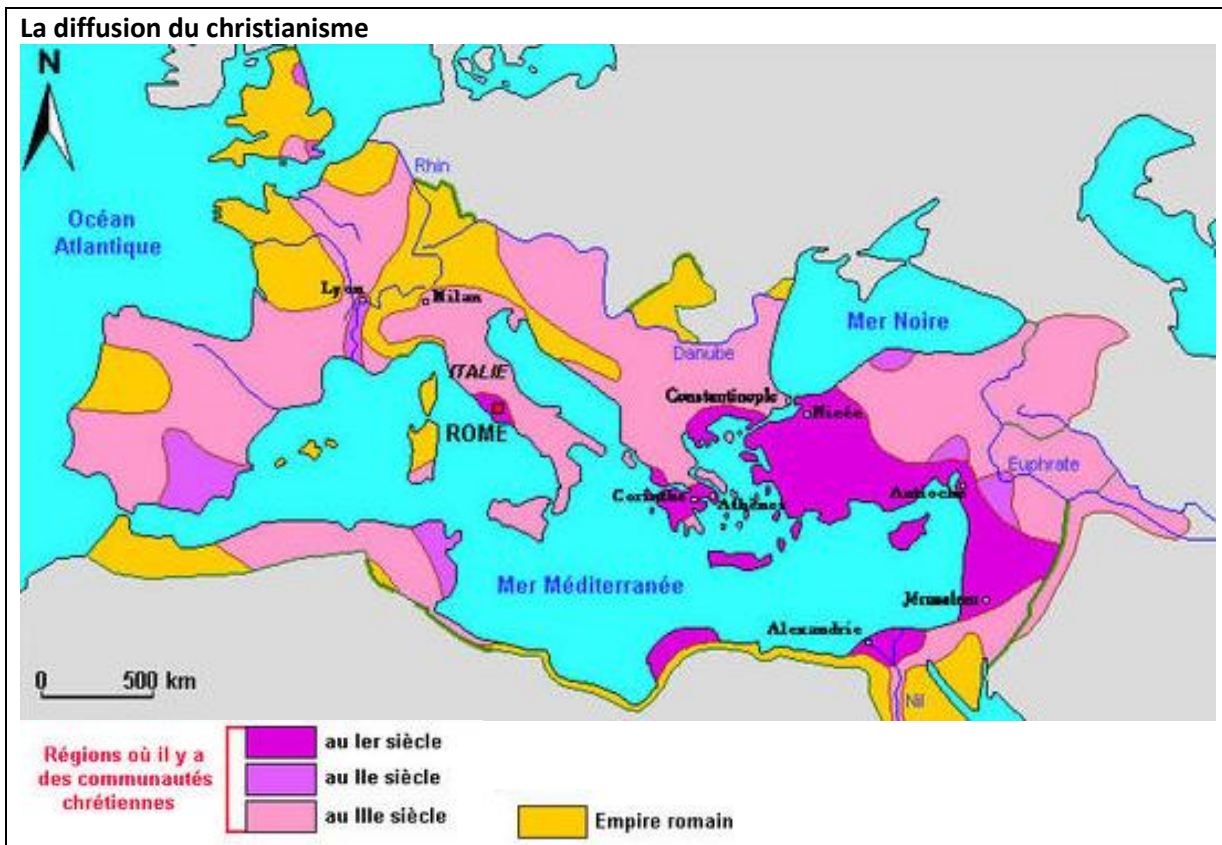 La diffusion du christianisme
N
Rhin
Océan
Atlantique
Lyon
Milan
Mer Noire
Danube
ITALIE
Constantinople
Nicée
ROME
Euphrate
Antioche
Corinthe
Athènes
Mer Méditerranée
Jérusalem
Alexandrie
0 500 km
Nil
Régions où il y a
des communautés
chrétiennes
au Ier siècle
au IIe siècle
au IIIe siècle
Empire romain